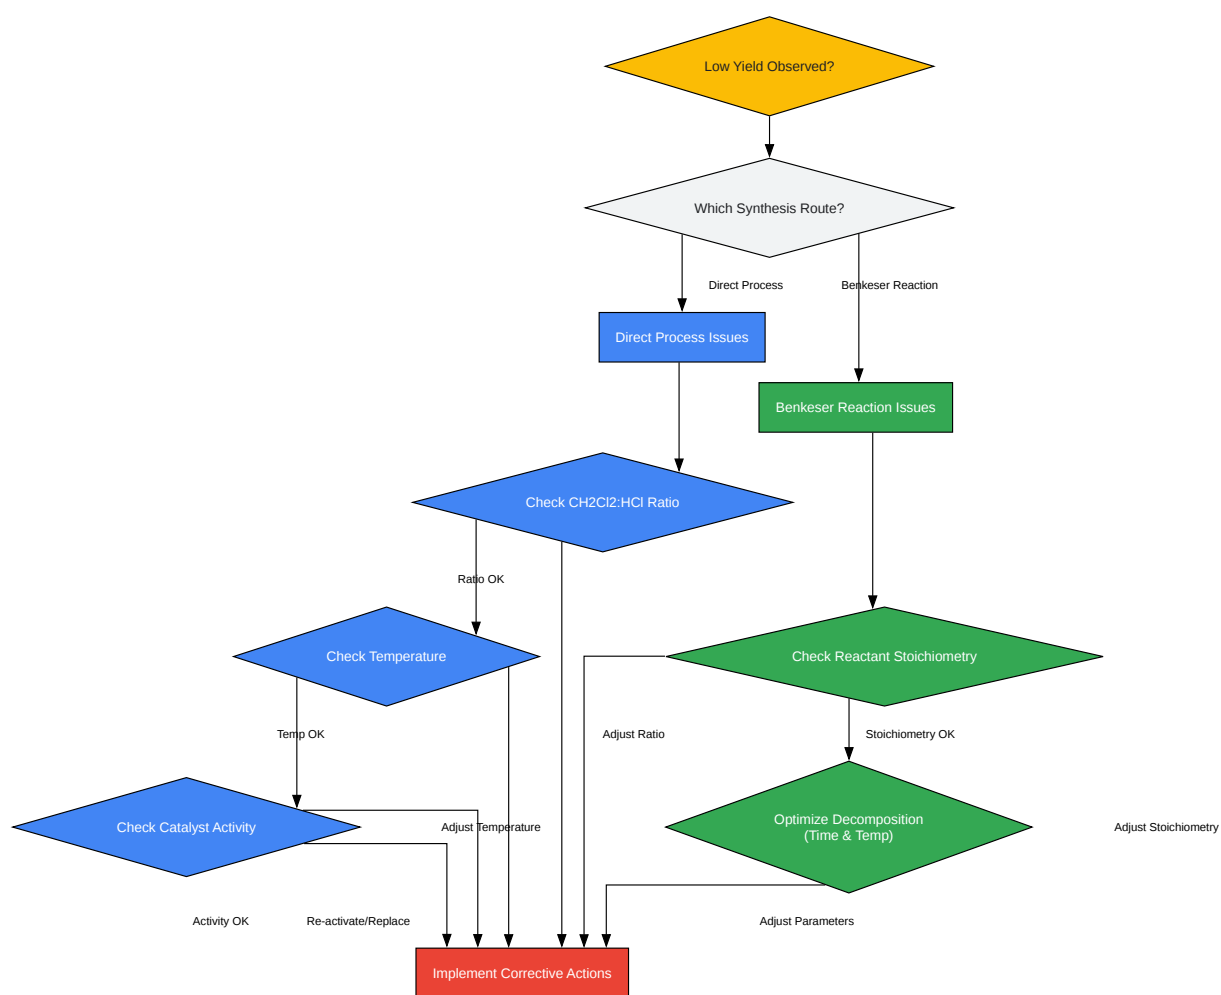 Low Yield Observed?
Which Synthesis Route?
Direct Process
Benkeser Reaction
Direct Process Issues
Benkeser Reaction Issues
Check CH2Cl2:HCl Ratio
Ratio OK
Check Temperature
Check Reactant Stoichiometry
Temp OK
Adjust Ratio
Stoichiometry OK
Check Catalyst Activity
Adjust Temperature
Optimize Decomposition
(Time & Temp)
Adjust Stoichiometry
Activity OK
Re-activate/Replace
Adjust Parameters
Implement Corrective Actions